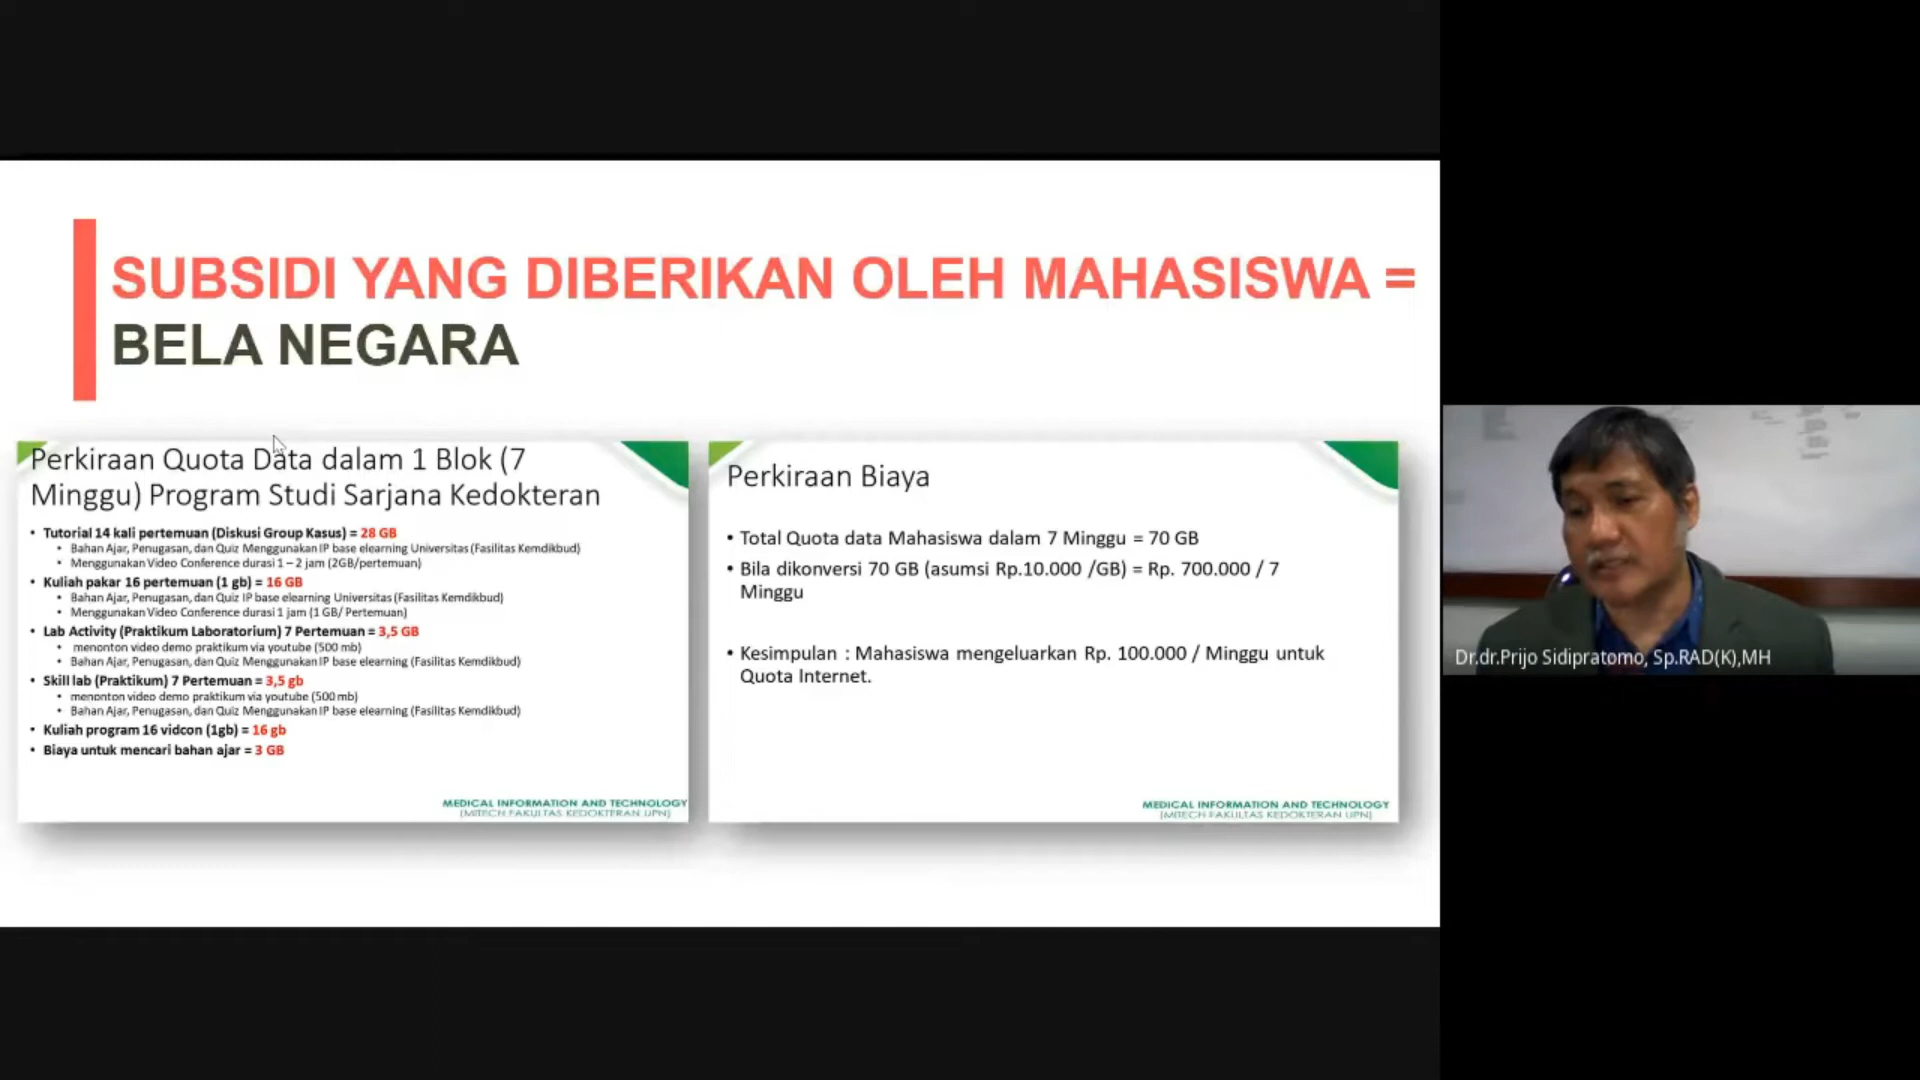 SUBSIDI YANG DIBERIKAN OLEH MAHASISWA =
BELA NEGARA
Perkiraan Quota Data dalam 1 Blok (7
Minggu) Program Studi Sarjana Kedokteran
• Tutorial 14 kali pertemuan (Diskusi Group Kasus) = 28 GB
• Bahan Ajar, Penugasan, dan Quiz Menggunakan IP base elearning Universitas (Fasilitas Kemdikbud)
• Menggunakan Video Conference durasi 1 – 2 jam (2GB/pertemuan)
• Kuliah pakar 16 pertemuan (1 gb) = 16 GB
• Bahan Ajar, Penugasan, dan Quiz IP base elearning Universitas (Fasilitas Kemdikbud)
• Menggunakan Video Conference durasi 1 jam (1 GB/ Pertemuan)
• Lab Activity (Praktikum Laboratorium) 7 Pertemuan = 3,5 GB
• menonton video demo praktikum via youtube (500 mb)
• Bahan Ajar, Penugasan, dan Quiz Menggunakan IP base elearning (Fasilitas Kemdikbud)
• Skill lab (Praktikum) 7 Pertemuan = 3,5 gb
• menonton video demo praktikum via youtube (500 mb)
• Bahan Ajar, Penugasan, dan Quiz Menggunakan IP base elearning (Fasilitas Kemdikbud)
• Kuliah program 16 vidcon (1gb) = 16 gb
• Biaya untuk mencari bahan ajar = 3 GB
MEDICAL INFORMATION AND TECHNOLOGY
(MITECH FAKULTAS KEDOKTERAN UPN)
Perkiraan Biaya
• Total Quota data Mahasiswa dalam 7 Minggu = 70 GB
• Bila dikonversi 70 GB (asumsi Rp.10.000 /GB) = Rp. 700.000 / 7
Minggu
• Kesimpulan : Mahasiswa mengeluarkan Rp. 100.000 / Minggu untuk
Quota Internet.
MEDICAL INFORMATION AND TECHNOLOGY
(MITECH FAKULTAS KEDOKTERAN UPN)
Dr.dr.Prijo Sidipratomo, Sp.RAD(K),MH